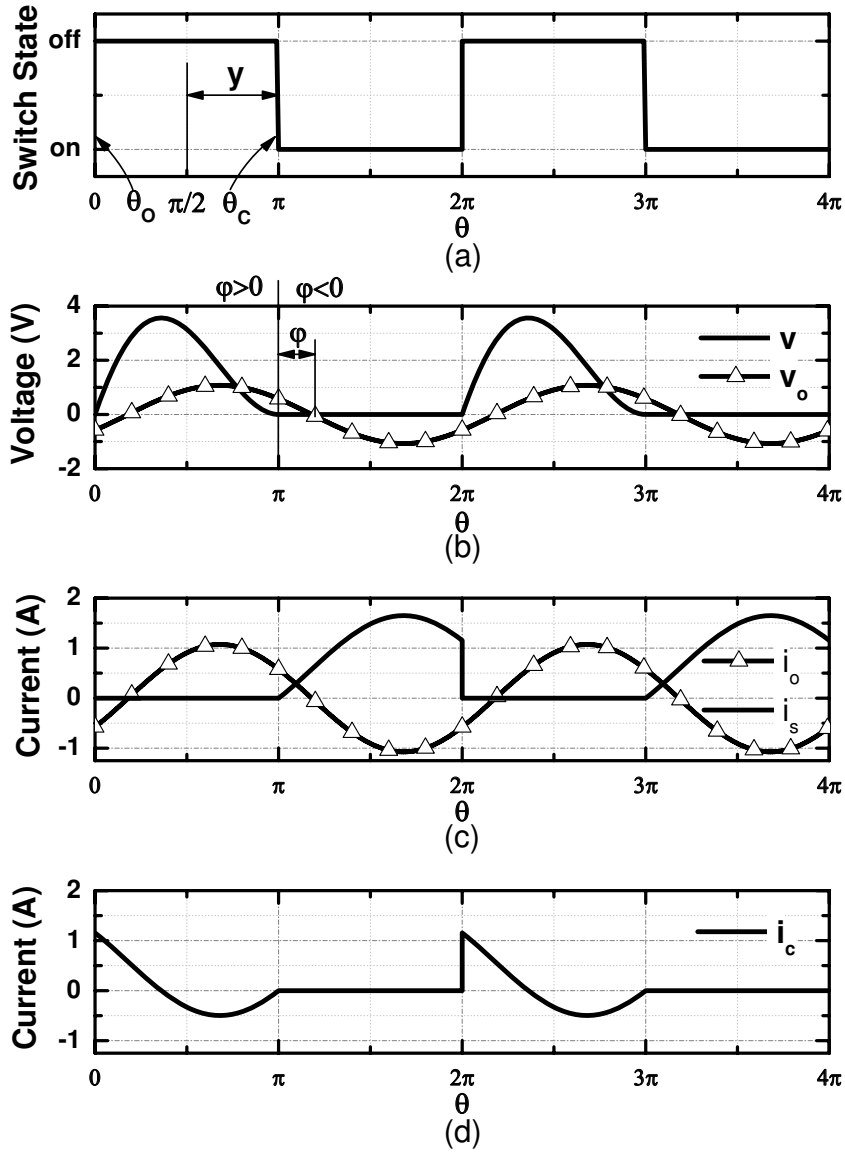 Switch State
off
on
y
θo π/2 θc
0 π 2π 3π 4π
θ
(a)
φ>0 φ<0
φ
Voltage (V)
4
2
0
-2
v
vo
0 π 2π 3π 4π
θ
(b)
Current (A)
2
1
0
-1
io
is
0 π 2π 3π 4π
θ
(c)
Current (A)
2
1
0
-1
ic
0 π 2π 3π 4π
θ
(d)